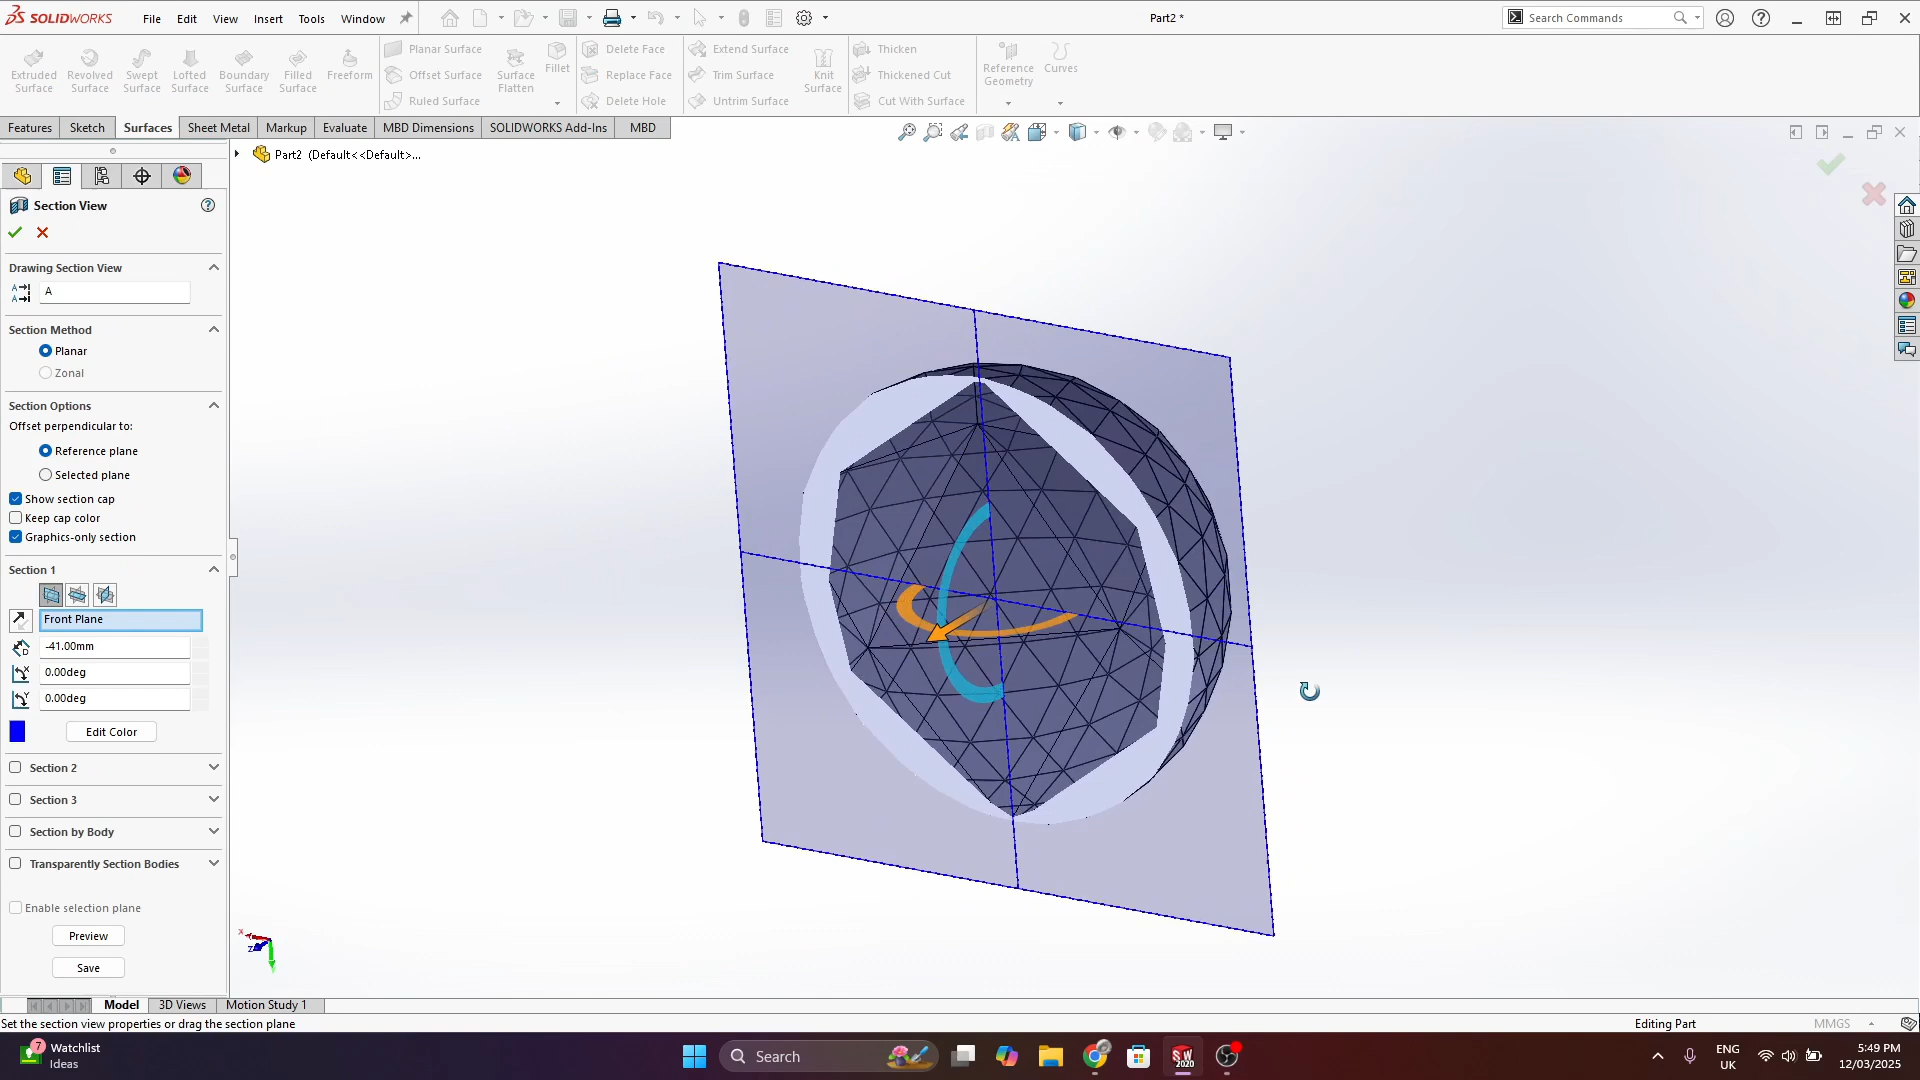 SOLIDWORKS File Edit View Insert Tools Window Part2 * Search Commands
Extruded Surface
Revolved Surface
Swept Surface
Lofted Surface
Boundary Surface
Filled Surface
Freeform
Planar Surface
Offset Surface
Ruled Surface
Surface Flatten
Fillet
Delete Face
Replace Face
Delete Hole
Extend Surface
Trim Surface
Untrim Surface
Knit Surface
Thicken
Thickened Cut
Cut With Surface
Reference Geometry
Curves
Features Sketch Surfaces Sheet Metal Markup Evaluate MBD Dimensions SOLIDWORKS Add-Ins MBD
Part2 (Default<<Default>...
Section View
Drawing Section View
A
Section Method
Planar
Zonal
Section Options
Offset perpendicular to:
Reference plane
Selected plane
Show section cap
Keep cap color
Graphics-only section
Section 1
Front Plane
-41.00mm
0.00deg
0.00deg
Edit Color
Section 2
Section 3
Section by Body
Transparently Section Bodies
Enable selection plane
Preview
Save
x
z
Model 3D Views Motion Study 1
Set the section view properties or drag the section plane Editing Part MMGS
7 Watchlist
Ideas
Search
SW 2020
ENG
UK
5:49 PM
12/03/2025